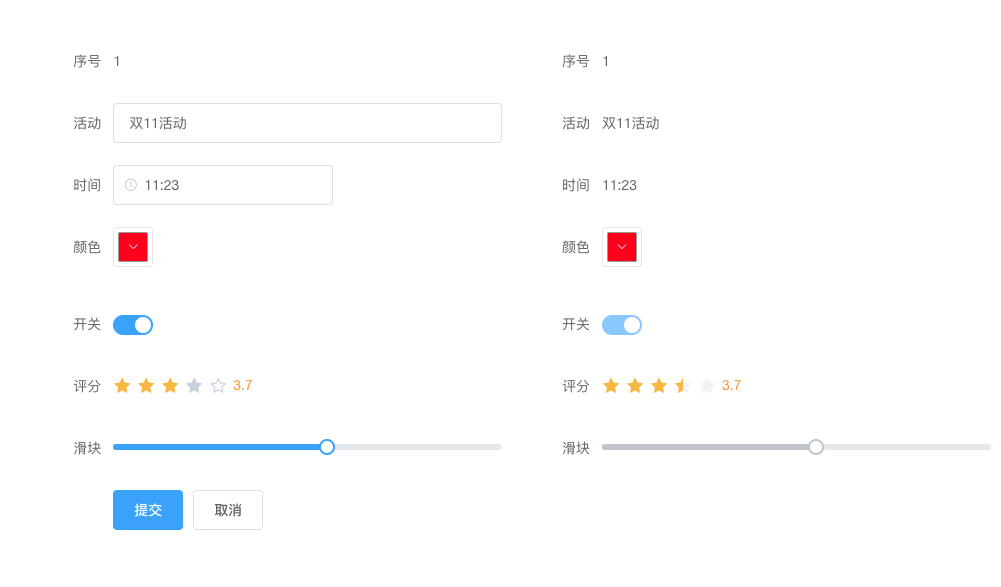 序号 1
活动 双11活动
时间 11:23
颜色
开关
评分 3.7
滑块
提交 取消
序号 1
活动 双11活动
时间 11:23
颜色
开关
评分 3.7
滑块